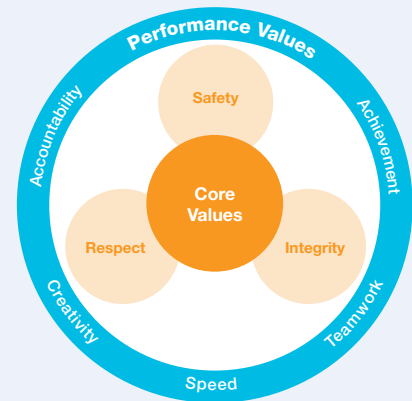 Performance Values
Accountability
Achievement
Safety
Core
Values
Respect
Integrity
Creativity
Teamwork
Speed